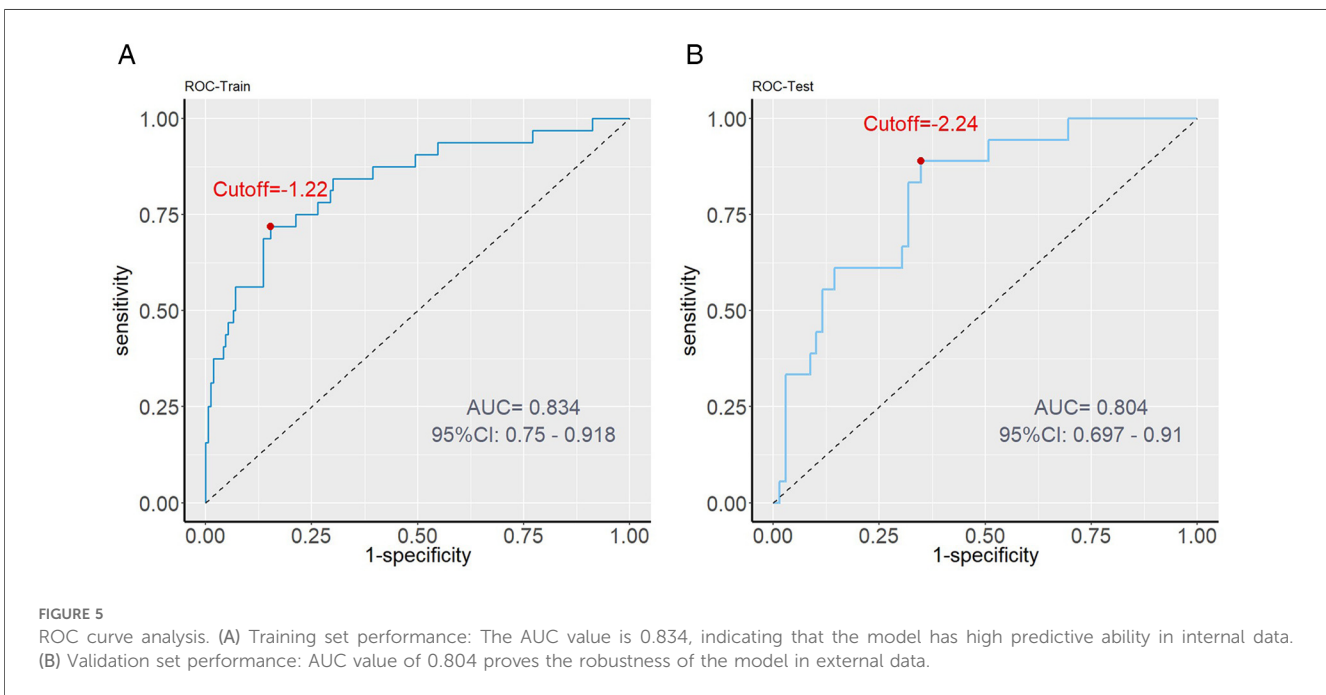 A
ROC-Train
1.00
0.75
0.50
0.25
0.00
sensitivity
Cutoff=-1.22
AUC= 0.834
95%CI: 0.75 - 0.918
0.00 0.25 0.50 0.75 1.00
1-specificity
B
ROC-Test
1.00
0.75
0.50
0.25
0.00
sensitivity
Cutoff=-2.24
AUC= 0.804
95%CI: 0.697 - 0.91
0.00 0.25 0.50 0.75 1.00
1-specificity
FIGURE 5
ROC curve analysis. (A) Training set performance: The AUC value is 0.834, indicating that the model has high predictive ability in internal data.
(B) Validation set performance: AUC value of 0.804 proves the robustness of the model in external data.